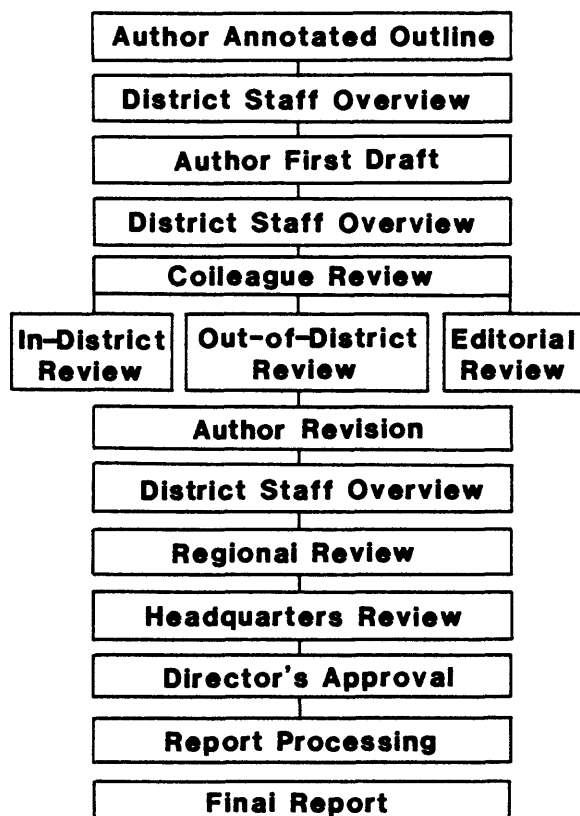 Author Annotated Outline
District Staff Overview
Author First Draft
District Staff Overview
Colleague Review
In-District
Review
Out-of-District
Review
Editorial
Review
Author Revision
District Staff Overview
Regional Review
Headquarters Review
Director's Approval
Report Processing
Final Report